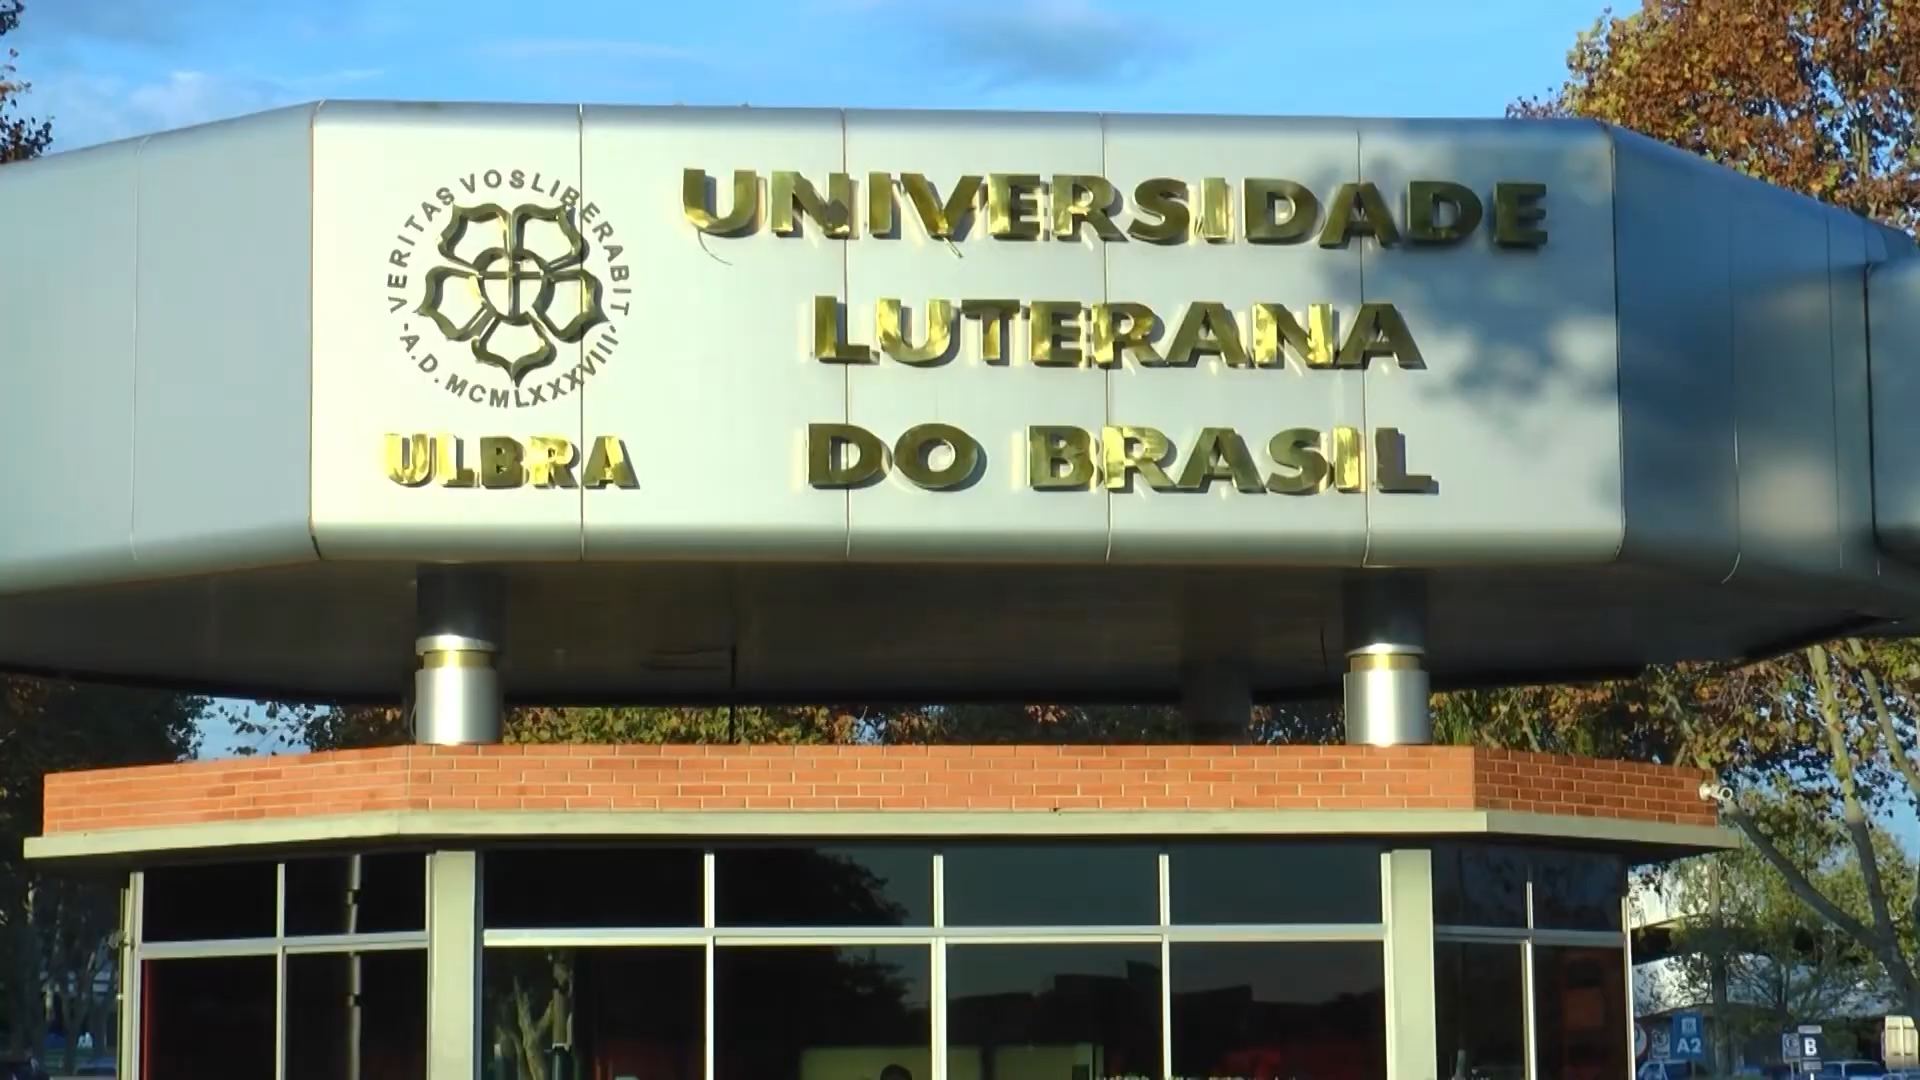 VERITAS VOS LIBERABIT
A.D. MCMLXXXVIII
ULBRA
UNIVERSIDADE
LUTERANA
DO BRASIL
A2
B